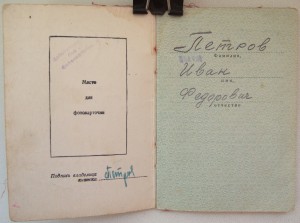 Место
для
фотокарточки
Подпись владельца
книжки Петров
Петров
Фамилия,
Иван
имя,
Федорович
отчество